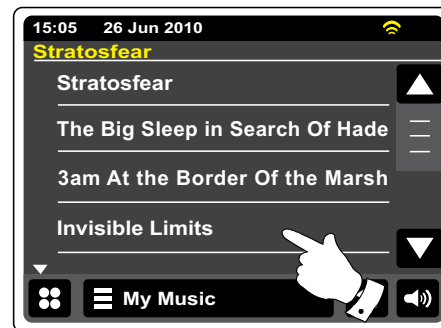 15:05 26 Jun 2010
Stratosfear
Stratosfear
The Big Sleep in Search Of Hade
3am At the Border Of the Marsh
Invisible Limits
My Music